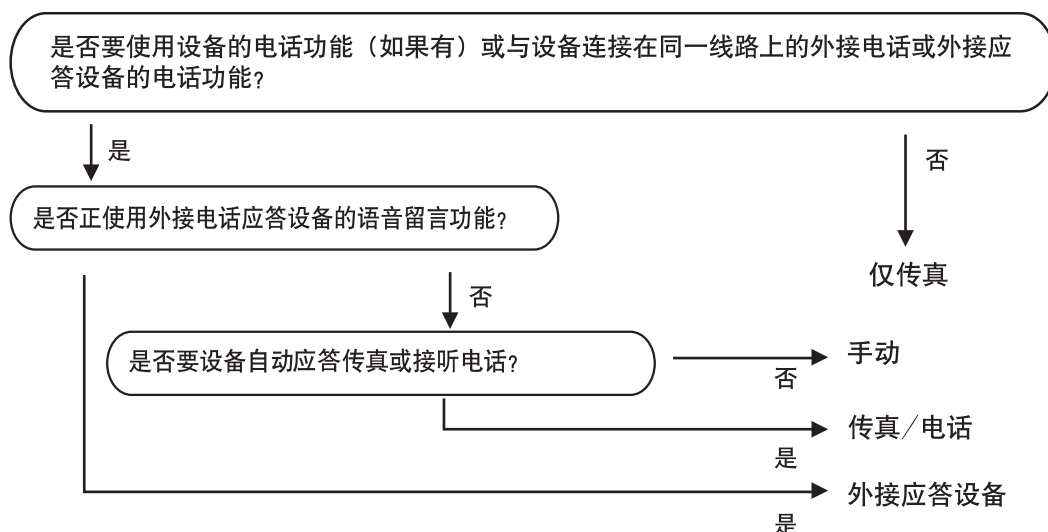 是否要使用设备的电话功能（如果有）或与设备连接在同一线路上的外接电话或外接应
答设备的电话功能？
是
否
是否正使用外接电话应答设备的语音留言功能？
仅传真
否
是否要设备自动应答传真或接听电话？
手动
否
传真/电话
是
外接应答设备
是